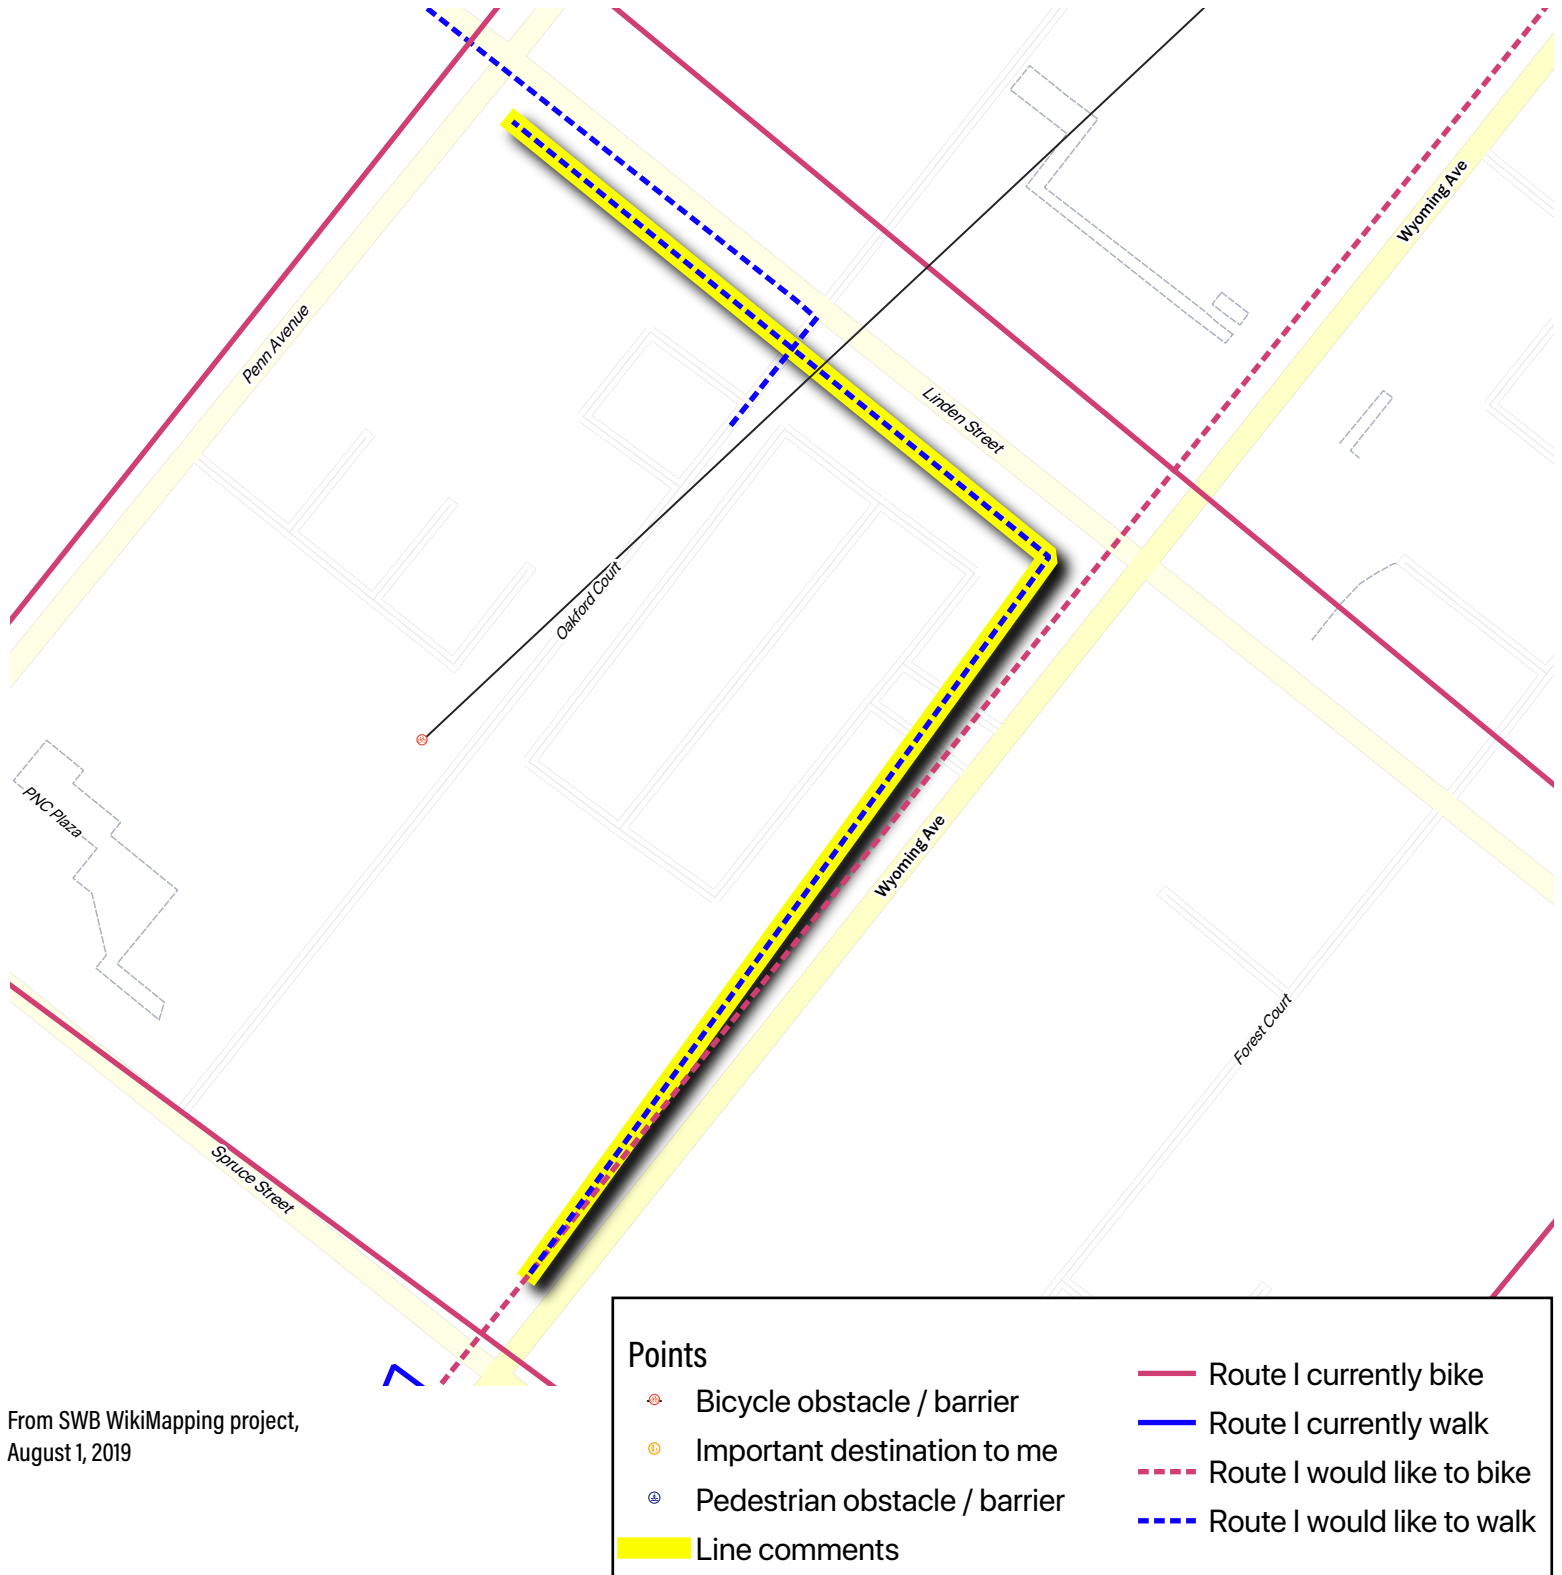 Wyoming Ave
Penn Avenue
Linden Street
Oakford Court
PNC Plaza
Wyoming Ave
Forest Court
Spruce Street
Points
Bicycle obstacle / barrier
Important destination to me
Pedestrian obstacle / barrier
Line comments
Route I currently bike
Route I currently walk
Route I would like to bike
Route I would like to walk
From SWB WikiMapping project,
August 1, 2019